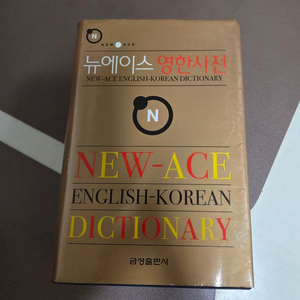 N
NEW ACE
뉴에이스 영한사전
NEW-ACE ENGLISH-KOREAN DICTIONARY
N
NEW-ACE
ENGLISH-KOREAN
DICTIONARY
금성출판사